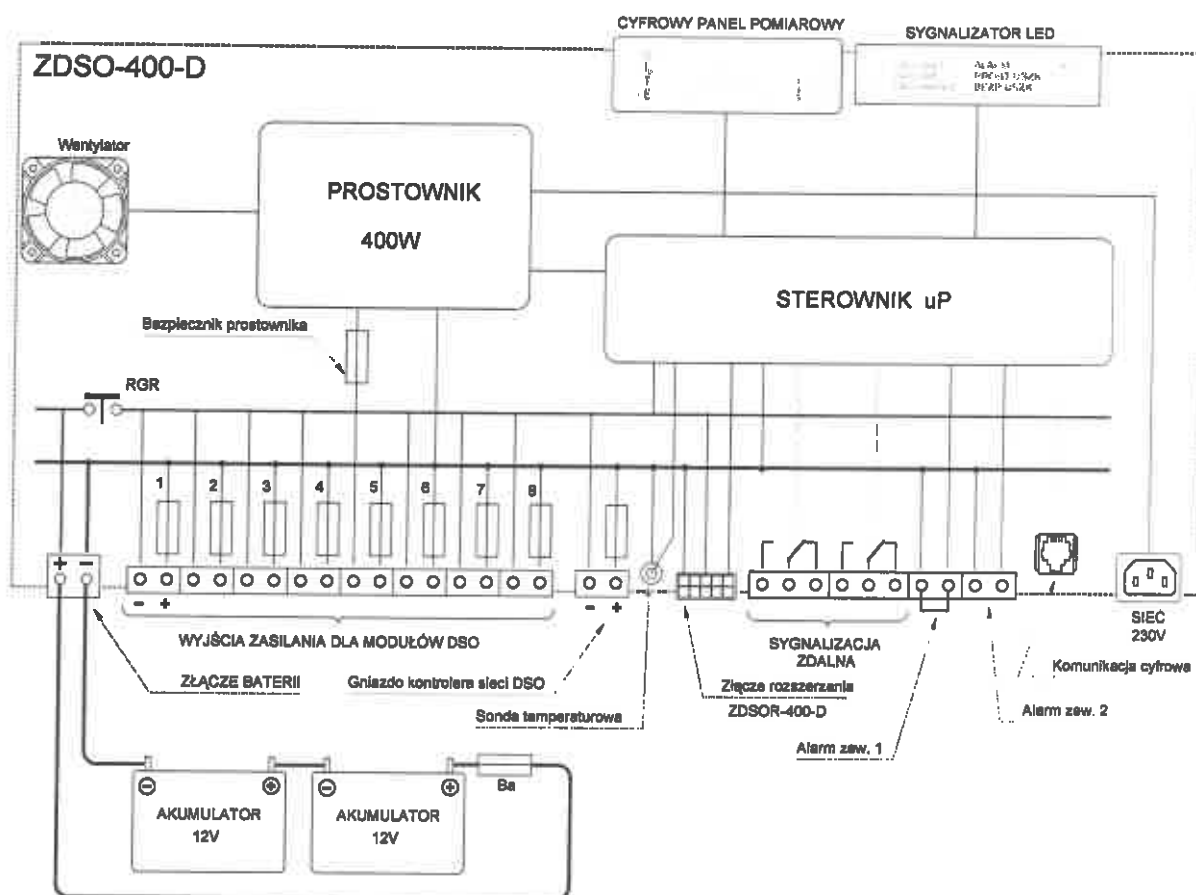 CYFROWY PANEL POMIAROWY
SYGNALIZATOR LED
ZDSO-400-D
ALARM
Wentylator
PROSTOWNIK
400W
STEROWNIK uP
Bezpiecznik prostownika
RGR
1 2 3 4 5 6 7 8
+ −
− +
− +
WYJŚCIA ZASILANIA DLA MODUŁÓW DSO
ZŁĄCZE BATERII
Gniazdo kontrolera sieci DSO
Sonda temperaturowa
Złącze rozszerzania
ZDSOR-400-D
SYGNALIZACJA
ZDALNA
Alarm zew. 1
Alarm zew. 2
Komunikacja cyfrowa
SIEC
230V
− +
AKUMULATOR
12V
− +
AKUMULATOR
12V
Ba